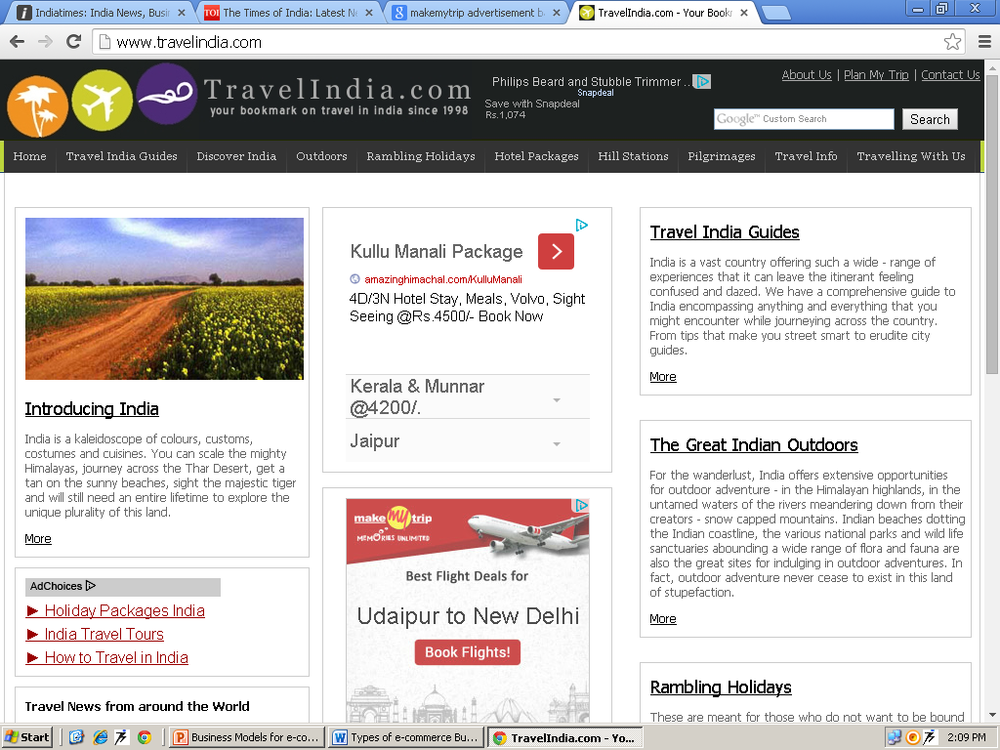 Indiatimes: India News, Busin
The Times of India: Latest Ne
makemytrip advertisement b
TravelIndia.com - Your Bookm
www.travelindia.com
TravelIndia.com
your bookmark on travel in india since 1998
Philips Beard and Stubble Trimmer ...
Snapdeal
Save with Snapdeal
Rs.1,074
About Us | Plan My Trip | Contact Us
Google™ Custom Search
Search
Home
Travel India Guides
Discover India
Outdoors
Rambling Holidays
Hotel Packages
Hill Stations
Pilgrimages
Travel Info
Travelling With Us
Introducing India
India is a kaleidoscope of colours, customs,
costumes and cuisines. You can scale the mighty
Himalayas, journey across the Thar Desert, get a
tan on the sunny beaches, sight the majestic tiger
and will still need an entire lifetime to explore the
unique plurality of this land.
More
AdChoices
► Holiday Packages India
► India Travel Tours
► How to Travel in India
Travel News from around the World
Kullu Manali Package
amazinghimachal.com/KulluManali
4D/3N Hotel Stay, Meals, Volvo, Sight
Seeing @Rs.4500/- Book Now
Kerala & Munnar
@4200/.
Jaipur
make my trip
MEMORIES UNLIMITED
Best Flight Deals for
Udaipur to New Delhi
Book Flights!
Travel India Guides
India is a vast country offering such a wide - range of
experiences that it can leave the itinerant feeling
confused and dazed. We have a comprehensive guide to
India encompassing anything and everything that you
might encounter while journeying across the country.
From tips that make you street smart to erudite city
guides.
More
The Great Indian Outdoors
For the wanderlust, India offers extensive opportunities
for outdoor adventure - in the Himalayan highlands, in the
untamed waters of the rivers meandering down from their
creators - snow capped mountains. Indian beaches dotting
the Indian coastline, the various national parks and wild life
sanctuaries abounding a wide range of flora and fauna are
also the great sites for indulging in outdoor adventures. In
fact, outdoor adventure never cease to exist in this land
of stupefaction.
More
Rambling Holidays
These are meant for those who do not want to be bound
Start
Business Models for e-co...
Types of e-commerce Bu...
TravelIndia.com - Yo...
2:09 PM